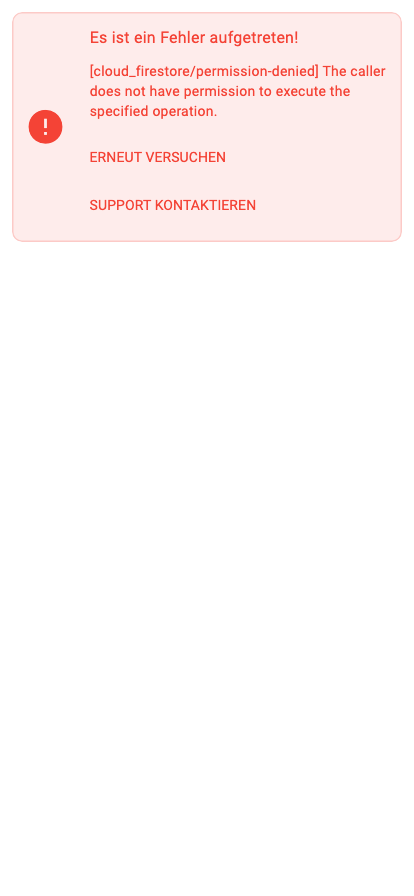 Es ist ein Fehler aufgetreten!
[cloud_firestore/permission-denied] The caller
does not have permission to execute the
specified operation.
ERNEUT VERSUCHEN
SUPPORT KONTAKTIEREN